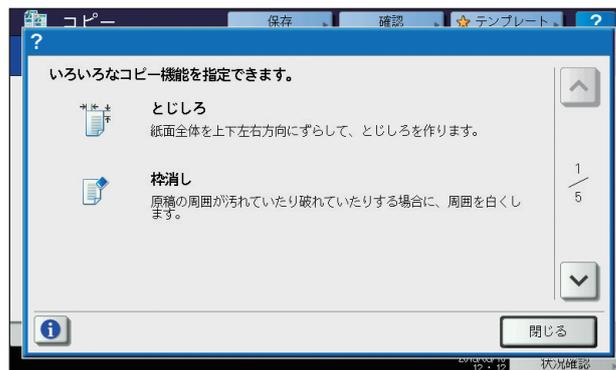 コピー
保存
確認
テンプレート
?
?
いろいろなコピー機能を指定できます。
とじしろ
紙面全体を上下左右方向にずらして、とじしろを作ります。
枠消し
原稿の周囲が汚れていたり破れていたりする場合に、周囲を白くし
ます。
1
5
i
閉じる
12:12
状況確認